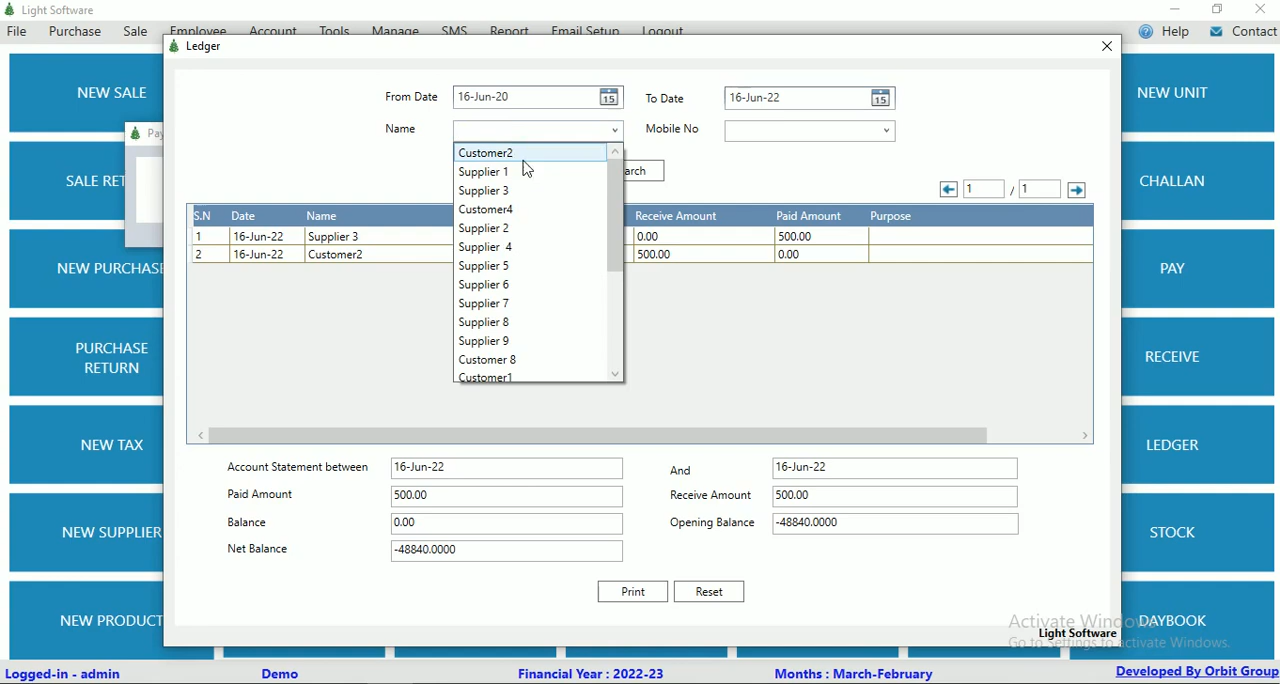 Light Software
File Purchase Sale Employee Account Tools Manage SMS Report Email Setup Logout Help Contact
Ledger
NEW SALE
SALE RET
NEW PURCHASE
PURCHASE
RETURN
NEW TAX
NEW SUPPLIER
NEW PRODUCT
Pay
From Date 16-Jun-20 15 To Date 16-Jun-22 15
Name Mobile No
arch
1 / 1
Customer2
Supplier 1
Supplier 3
Customer4
Supplier 2
Supplier 4
Supplier 5
Supplier 6
Supplier 7
Supplier 8
Supplier 9
Customer 8
Customer1
S.N Date Name Receive Amount Paid Amount Purpose
1 16-Jun-22 Supplier 3 0.00 500.00
2 16-Jun-22 Customer2 500.00 0.00
Account Statement between 16-Jun-22 And 16-Jun-22
Paid Amount 500.00 Receive Amount 500.00
Balance 0.00 Opening Balance -48840.0000
Net Balance -48840.0000
Print Reset
Light Software
NEW UNIT
CHALLAN
PAY
RECEIVE
LEDGER
STOCK
DAYBOOK
Activate Windows
Go to Settings to activate Windows.
Logged-in - admin Demo Financial Year : 2022-23 Months : March-February Developed By Orbit Group